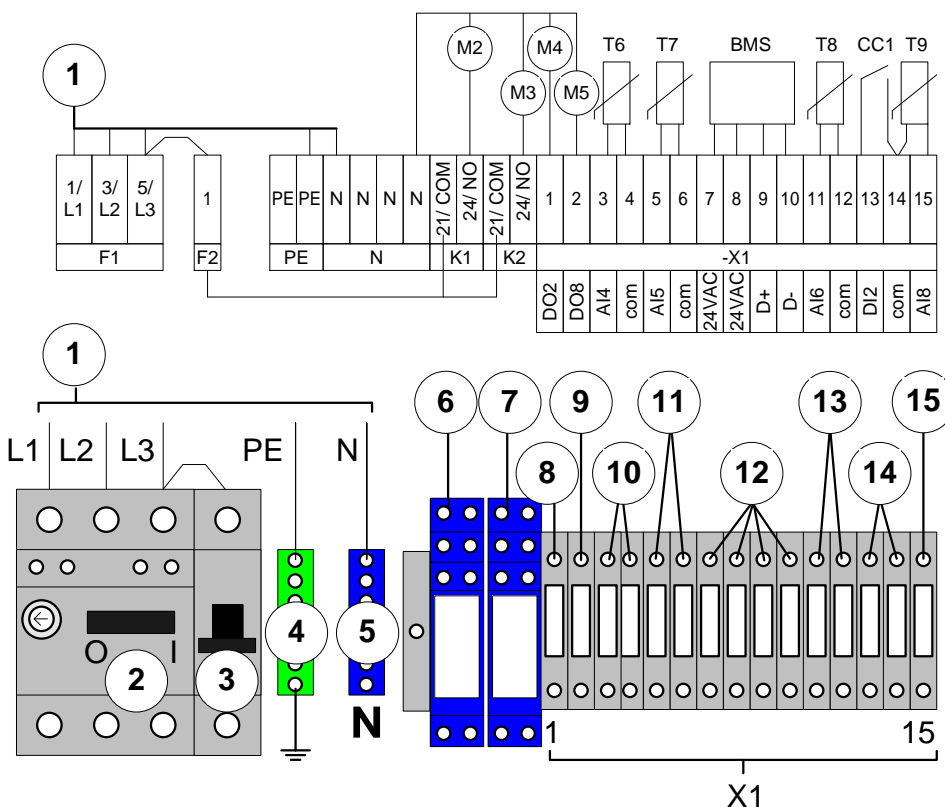 M2 M4 T6 T7 BMS T8 CC1 T9
1
M3 M5
1/ L1 3/ L2 5/ L3 1 PE PE N N N N 21/ COM 24/ NO 21/ COM 24/ NO 1 2 3 4 5 6 7 8 9 10 11 12 13 14 15
F1 F2 PE N K1 K2 -X1
DO2 DO8 AI4 com AI5 com 24VAC 24VAC D+ D- AI6 com DI2 com AI8
1
6 7 9 11 13 15
L1 L2 L3 PE N
8 10 12 14
4 5
O I
2 3
N
1 15
X1